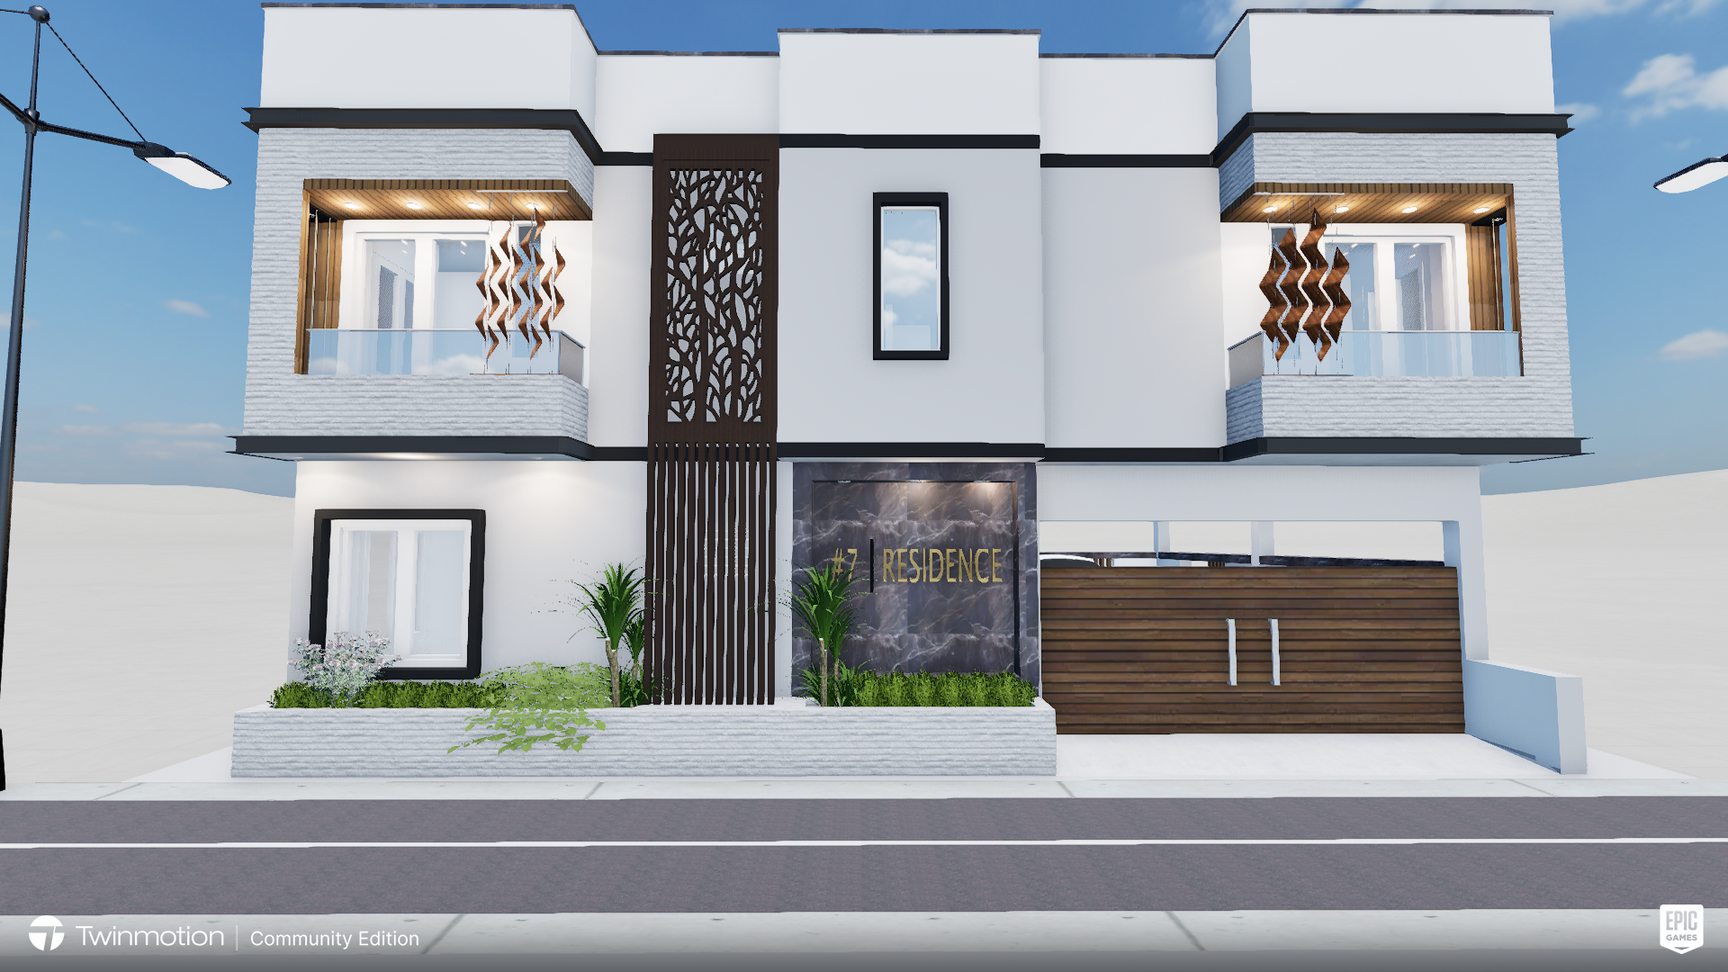 #7 | RESIDENCE
Twinmotion | Community Edition
EPIC
GAMES